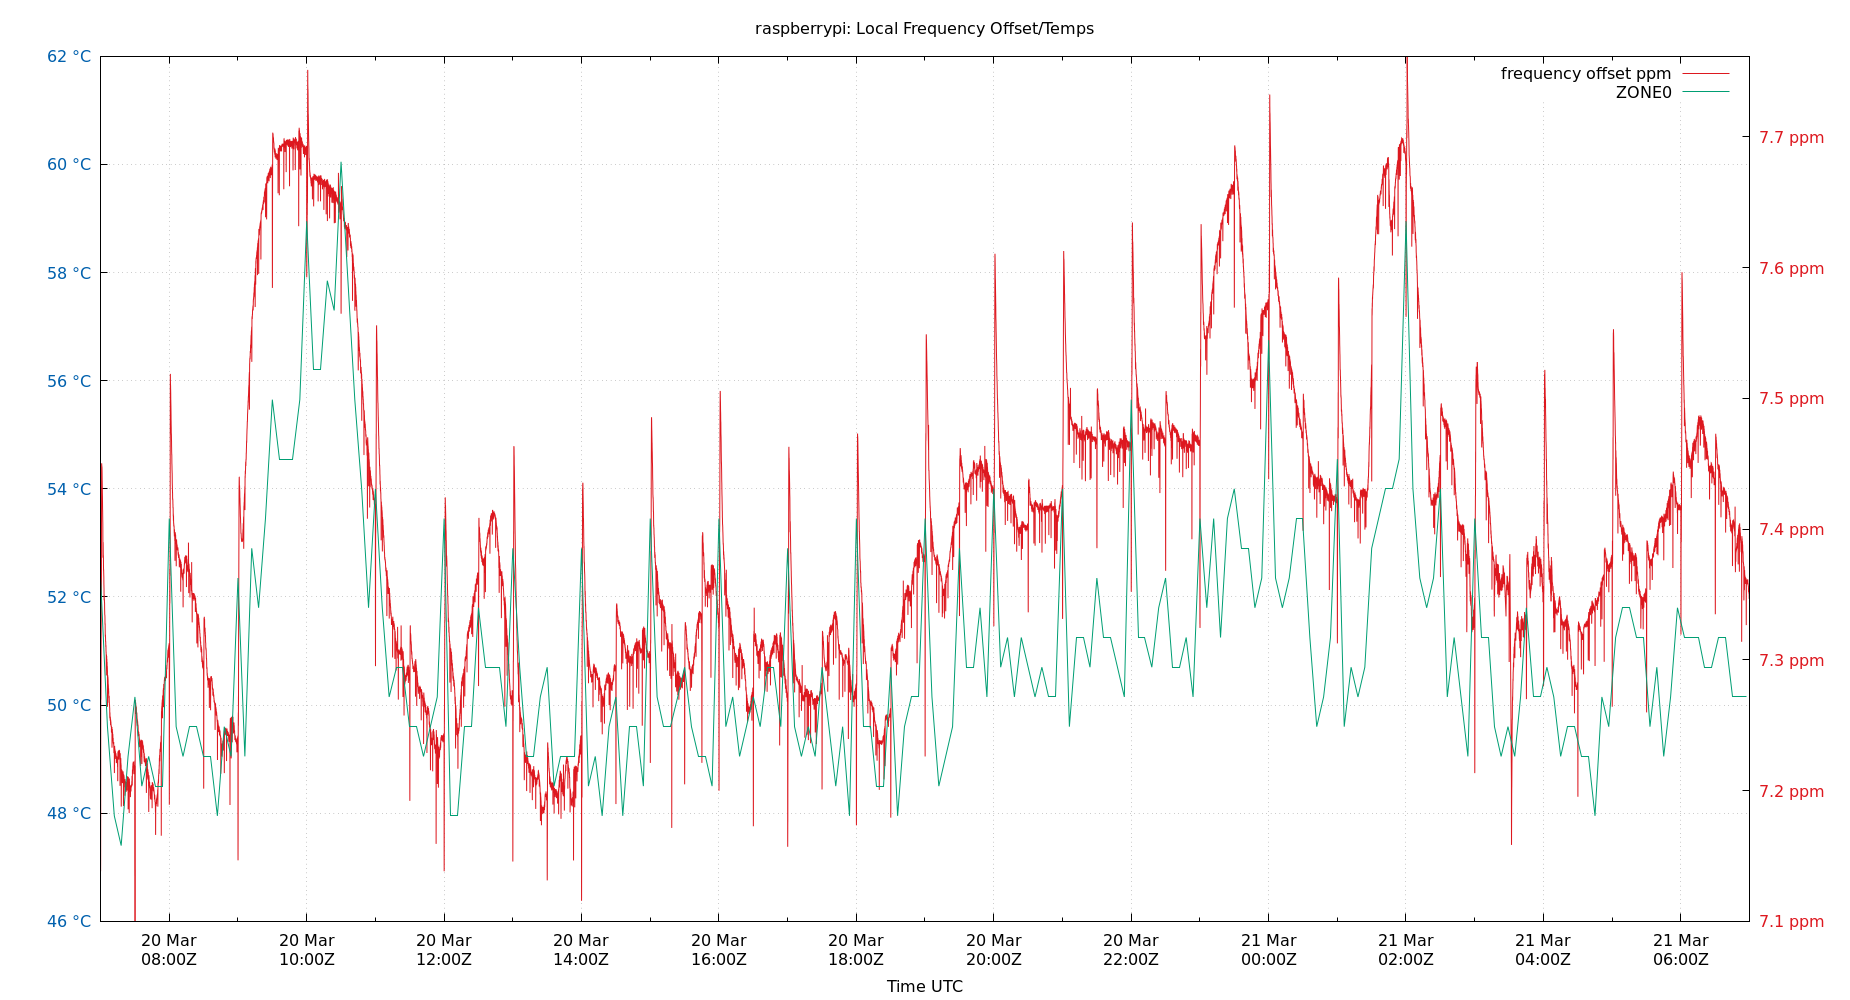 raspberrypi: Local Frequency Offset/Temps
frequency offset ppm
ZONE0
62 °C
60 °C
58 °C
56 °C
54 °C
52 °C
50 °C
48 °C
46 °C
7.7 ppm
7.6 ppm
7.5 ppm
7.4 ppm
7.3 ppm
7.2 ppm
7.1 ppm
20 Mar 20 Mar 20 Mar 20 Mar 20 Mar 20 Mar 20 Mar 20 Mar 21 Mar 21 Mar 21 Mar 21 Mar
08:00Z 10:00Z 12:00Z 14:00Z 16:00Z 18:00Z 20:00Z 22:00Z 00:00Z 02:00Z 04:00Z 06:00Z
Time UTC